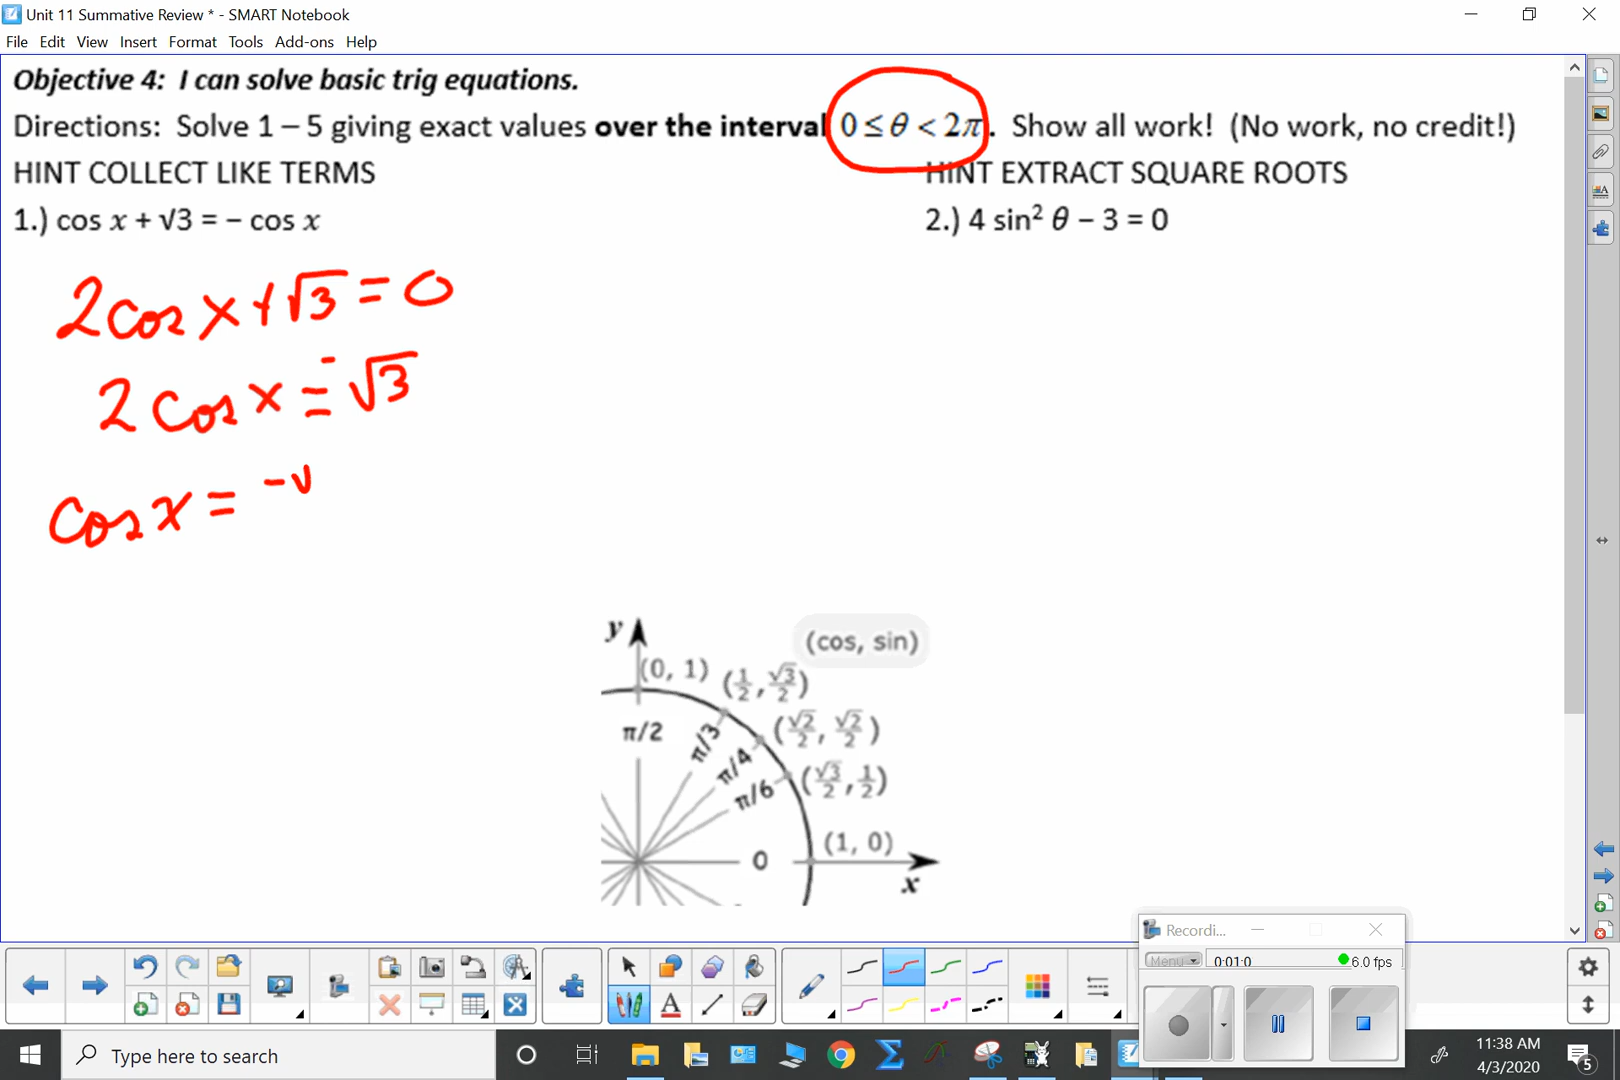 Unit 11 Summative Review * - SMART Notebook
File Edit View Insert Format Tools Add-ons Help
Objective 4: I can solve basic trig equations.
Directions: Solve 1 – 5 giving exact values over the interval 0 ≤ θ < 2π. Show all work! (No work, no credit!)
HINT COLLECT LIKE TERMS
HINT EXTRACT SQUARE ROOTS
1.) cos x + √3 = – cos x
2.) 4 sin² θ – 3 = 0
2cos x + √3 = 0
2 cos x = -√3
cos x = -√
y
(cos, sin)
(0, 1)
(1/2, √3/2)
π/2
π/3
(√2/2, √2/2)
π/4
(√3/2, 1/2)
π/6
(1, 0)
0
x
Recordi...
Menu
0:01:0
6.0 fps
A
Type here to search
11:38 AM
4/3/2020
5